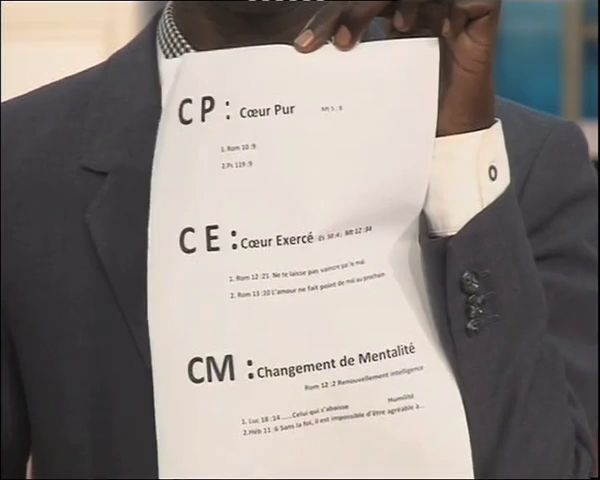 CP : Cœur Pur Mt 5 : 8
1. Rom 10 :9
2.Ps 119 :9
CE : Cœur Exercé Es 50 :4; Mt 12 :34
1. Rom 12 :21 Ne te laisse pas vaincre par le mal
2. Rom 13 :10 L'amour ne fait point de mal au prochain
CM : Changement de Mentalité
Rom 12 :2 Renouvellement intelligence
Humilité
1. Luc 18 :14 ......Celui qui s'abaisse
2.Héb 11 :6 Sans la foi, il est impossible d'être agréable à...